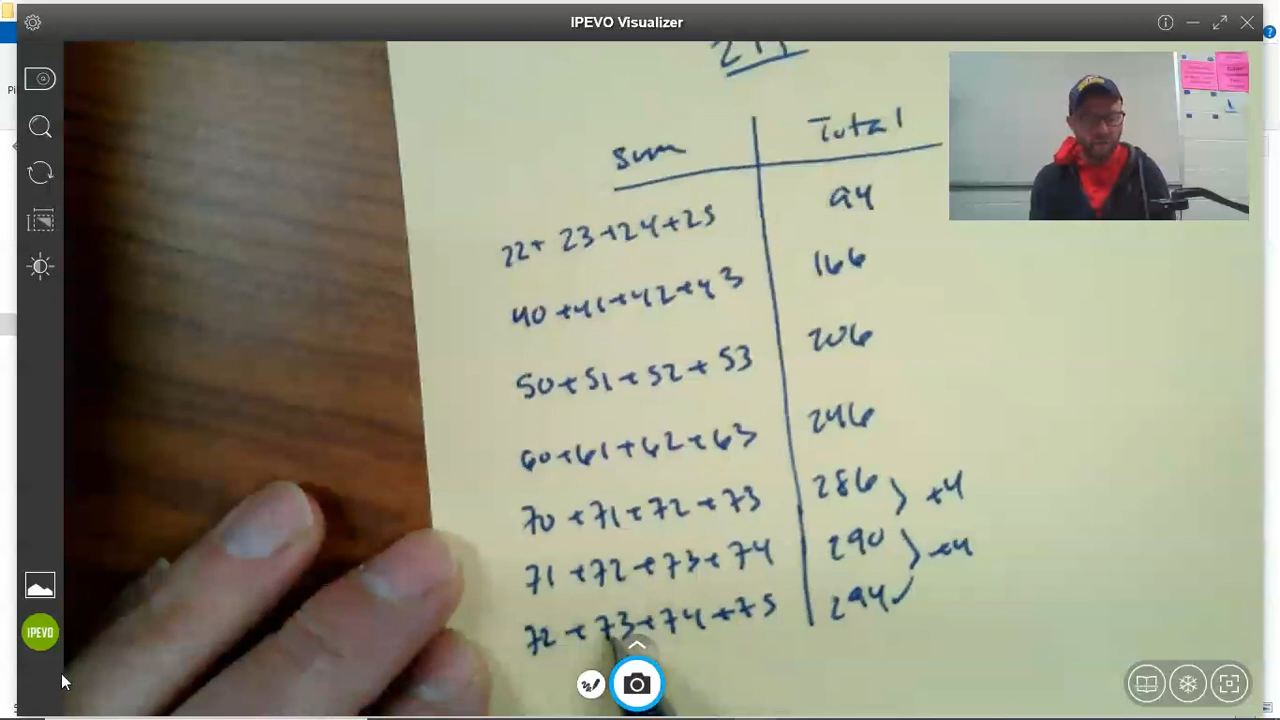 IPEVO Visualizer
Sum Total
22+ 23+24+25 94
40+41+42+43 166
50+51+52+53 206
60+61+62+63 246
70+71+72+73 286 +4
71+72+73+74 290 +4
72+73+74+75 294 ✓
IPEVO